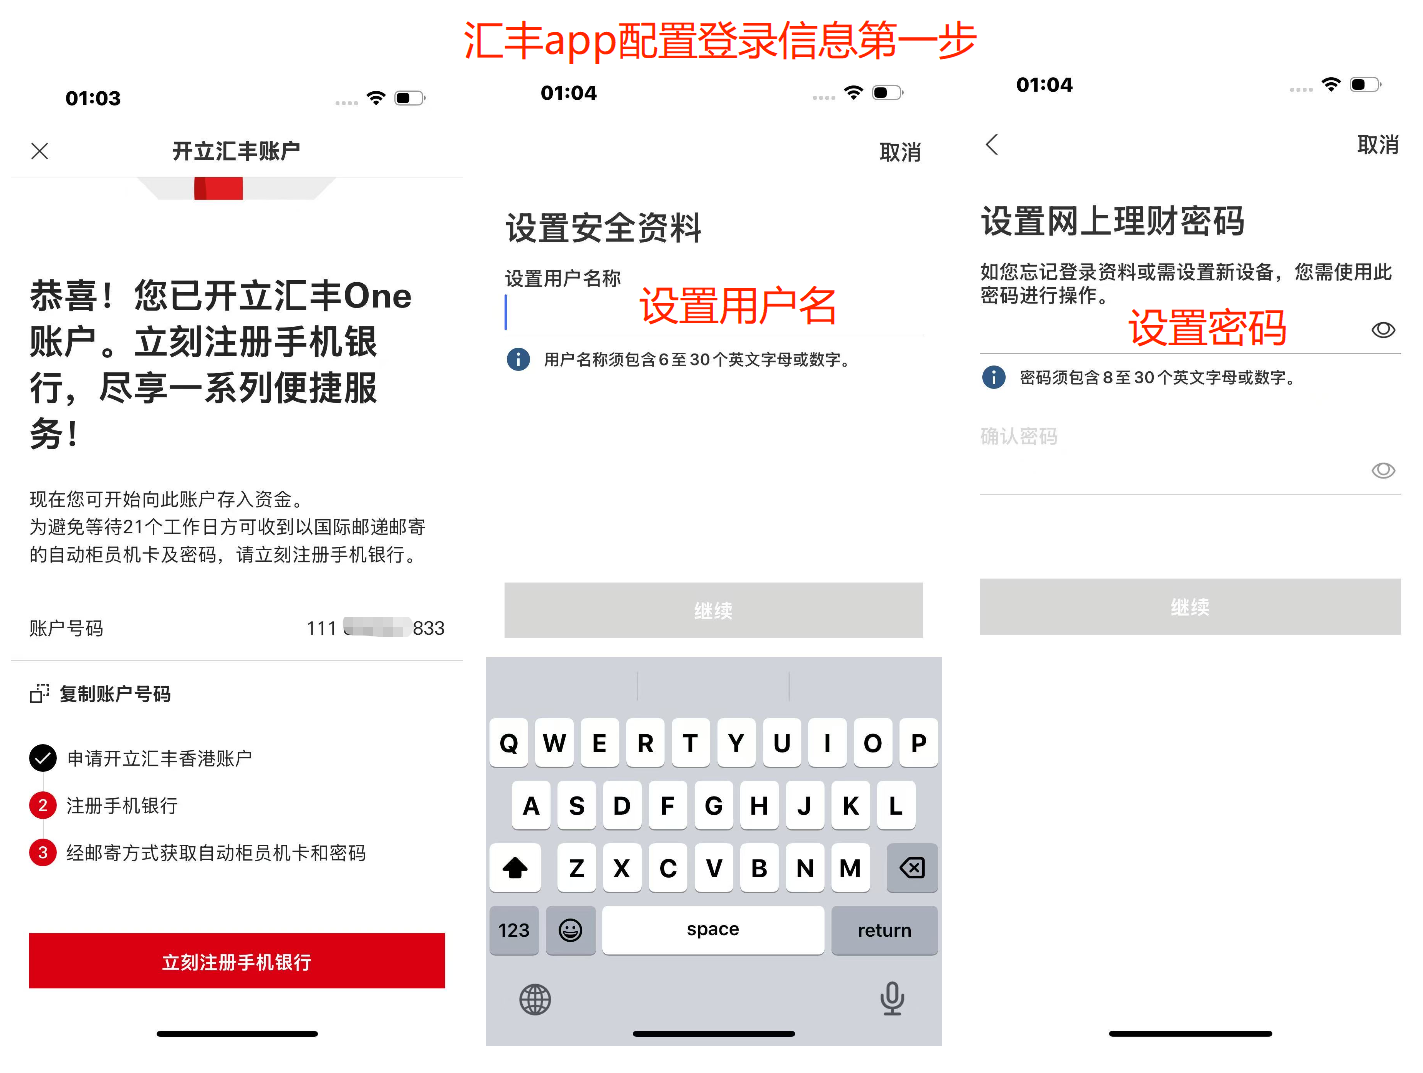 汇丰app配置登录信息第一步
01:03
开立汇丰账户
恭喜！您已开立汇丰One
账户。立刻注册手机银
行，尽享一系列便捷服
务！
现在您可开始向此账户存入资金。
为避免等待21个工作日方可收到以国际邮递邮寄
的自动柜员机卡及密码，请立刻注册手机银行。
账户号码
111
833
复制账户号码
申请开立汇丰香港账户
2 注册手机银行
3 经邮寄方式获取自动柜员机卡和密码
立刻注册手机银行
01:04
取消
设置安全资料
设置用户名称
设置用户名
用户名称须包含6至30个英文字母或数字。
继续
Q W E R T Y U I O P
A S D F G H J K L
Z X C V B N M
123 space return
01:04
取消
设置网上理财密码
如您忘记登录资料或需设置新设备，您需使用此
密码进行操作。
设置密码
密码须包含8至30个英文字母或数字。
确认密码
继续